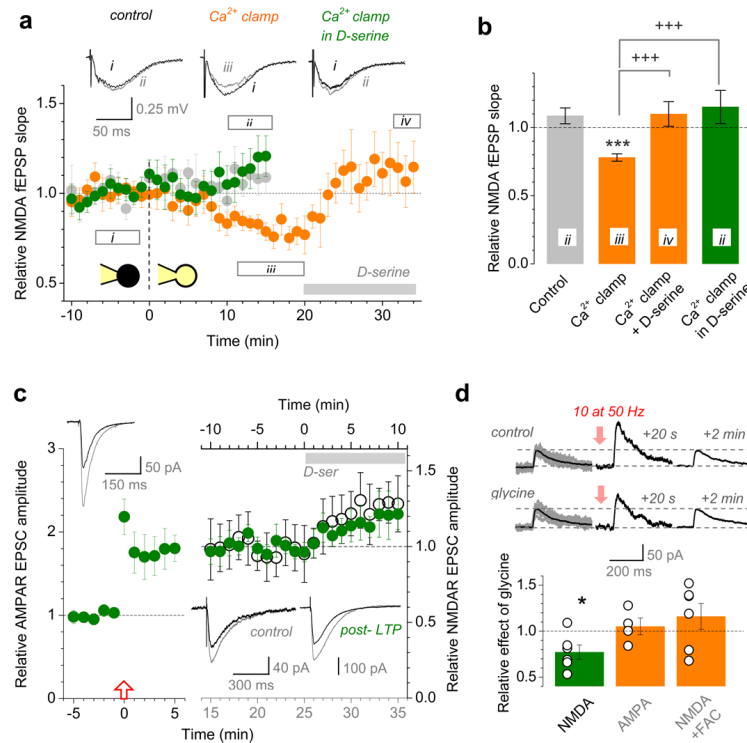 a
control
Ca²⁺ clamp
Ca²⁺ clamp
in D-serine
i
ii
iii
i
i
ii
0.25 mV
50 ms
Relative NMDA fEPSP slope
1.5
1.0
0.5
ii
iv
i
iii
D-serine
-10 0 10 20 30
Time (min)
b
+++
+++
***
Relative NMDA fEPSP slope
1.0
0.5
0.0
ii
iii
iv
ii
Control
Ca²⁺ clamp
Ca²⁺ clamp
+ D-serine
Ca²⁺ clamp
in D-serine
c
Time (min)
-10 -5 0 5 10
D-ser
50 pA
150 ms
Relative AMPAR EPSC amplitude
3
2
1
0
-5 0 5
Time (min)
control
post- LTP
40 pA
300 ms
100 pA
Relative NMDAR EPSC amplitude
1.5
1.0
0.5
0.0
15 20 25 30 35
d
10 at 50 Hz
control
+20 s
+2 min
glycine
+20 s
+2 min
50 pA
200 ms
Relative effect of glycine
1.5
1.0
0.5
*
NMDA
AMPA
NMDA
+FAC